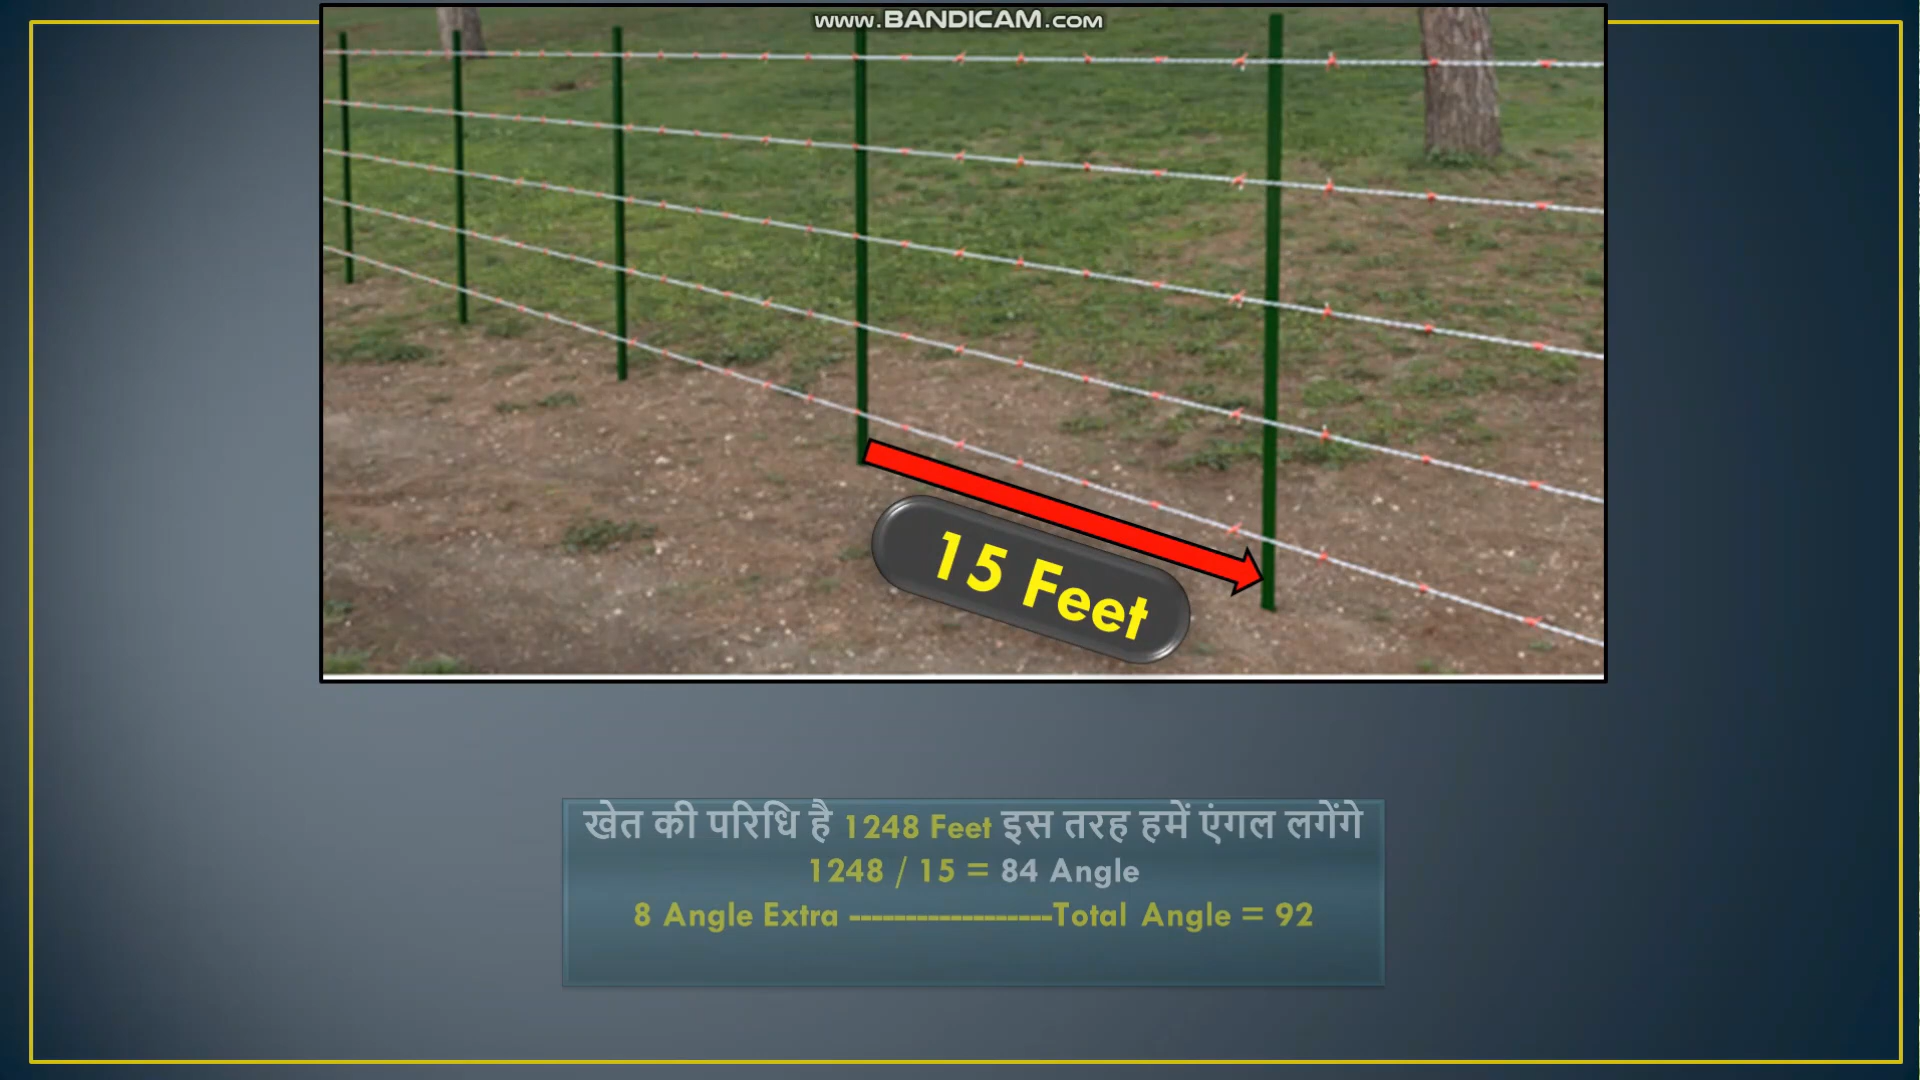 www.BANDICAM.com
15 Feet
खेत की परिधि है 1248 Feet इस तरह हमें एंगल लगेंगे
1248 / 15 = 84 Angle
8 Angle Extra ------------------Total Angle = 92